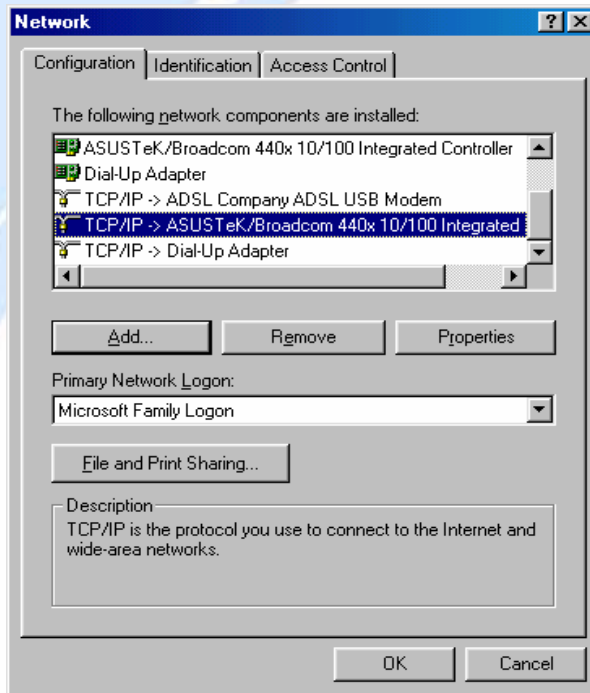 Network
Configuration Identification Access Control
The following network components are installed:
ASUSTeK/Broadcom 440x 10/100 Integrated Controller
Dial-Up Adapter
TCP/IP -> ADSL Company ADSL USB Modem
TCP/IP -> ASUSTeK/Broadcom 440x 10/100 Integrated
TCP/IP -> Dial-Up Adapter
Add... Remove Properties
Primary Network Logon:
Microsoft Family Logon
File and Print Sharing...
Description
TCP/IP is the protocol you use to connect to the Internet and
wide-area networks.
OK Cancel